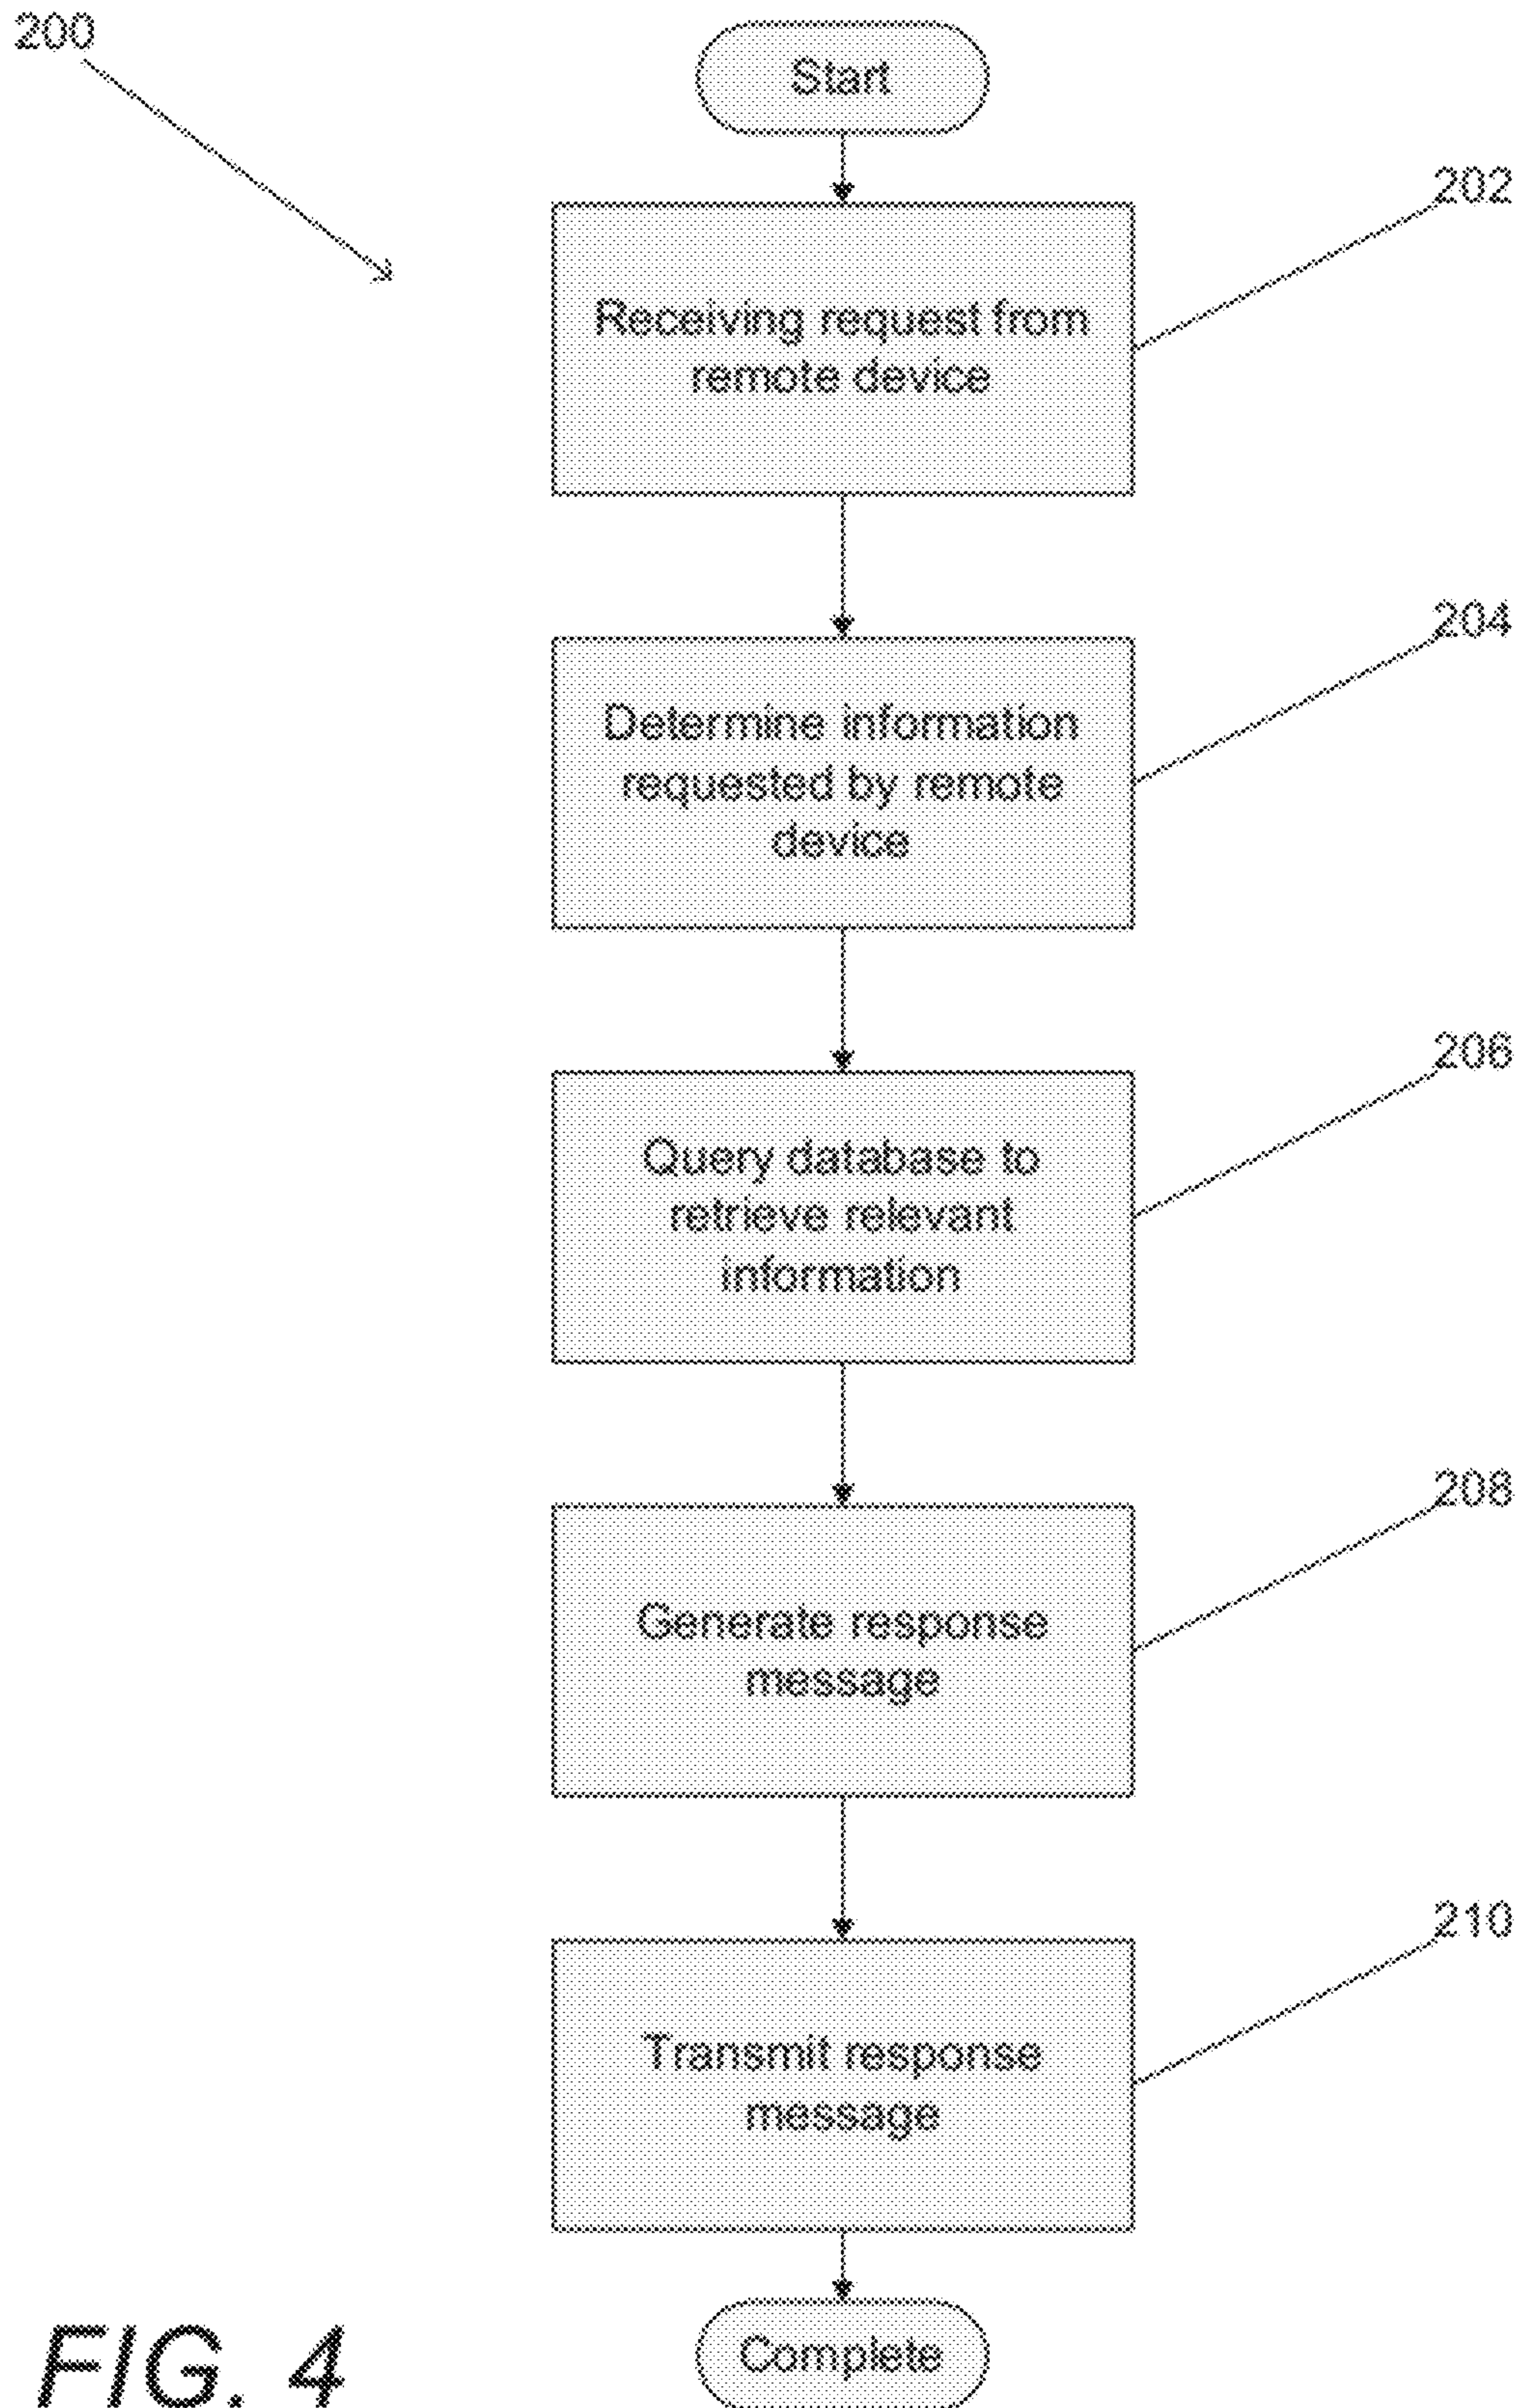 200
Start
202
Receiving request from
remote device
204
Determine information
requested by remote
device
206
Query database to
retrieve relevant
information
208
Generate response
message
210
Transmit response
message
Complete
FIG. 4